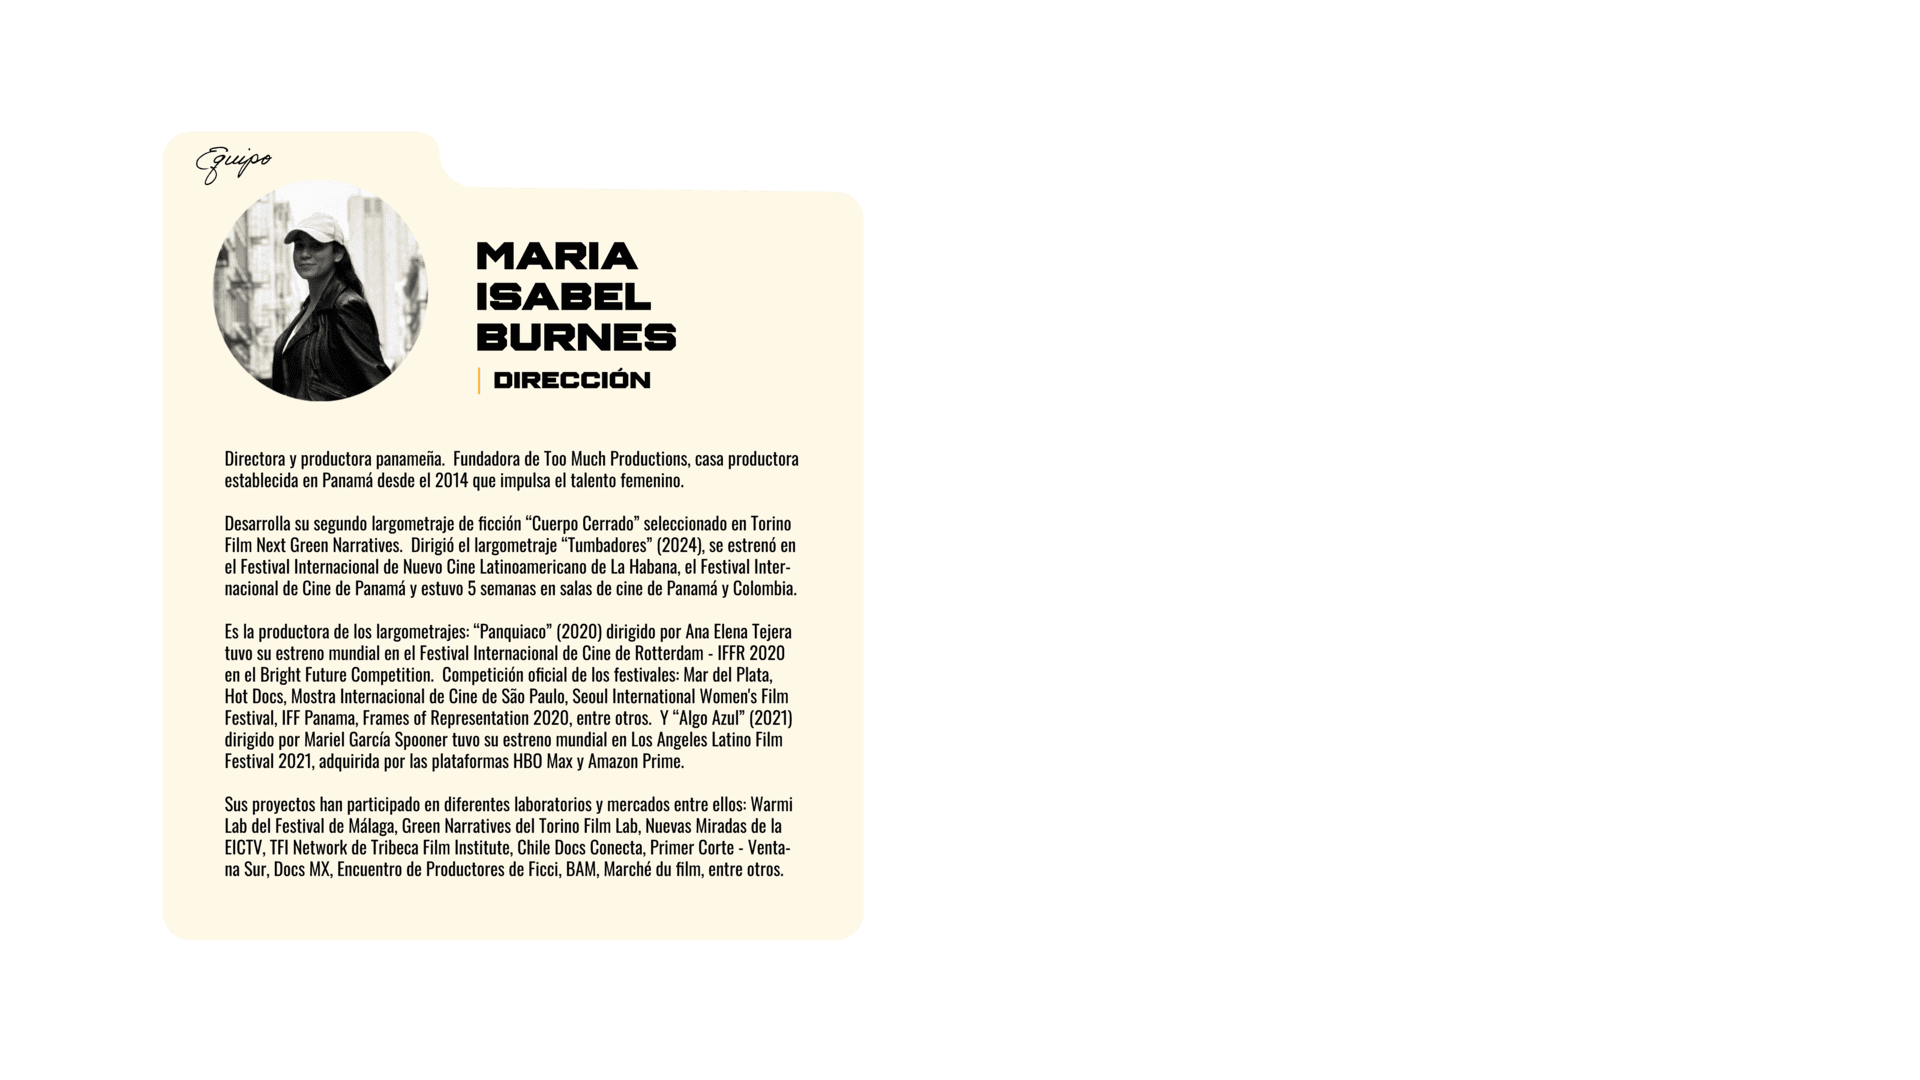 Equipo
MARIA
ISABEL
BURNES
DIRECCIÓN
Directora y productora panameña.  Fundadora de Too Much Productions, casa productora
establecida en Panamá desde el 2014 que impulsa el talento femenino.
Desarrolla su segundo largometraje de ficción “Cuerpo Cerrado” seleccionado en Torino
Film Next Green Narratives.  Dirigió el largometraje “Tumbadores” (2024), se estrenó en
el Festival Internacional de Nuevo Cine Latinoamericano de La Habana, el Festival Inter-
nacional de Cine de Panamá y estuvo 5 semanas en salas de cine de Panamá y Colombia.
Es la productora de los largometrajes: “Panquiaco” (2020) dirigido por Ana Elena Tejera
tuvo su estreno mundial en el Festival Internacional de Cine de Rotterdam - IFFR 2020
en el Bright Future Competition.  Competición oficial de los festivales: Mar del Plata,
Hot Docs, Mostra Internacional de Cine de São Paulo, Seoul International Women's Film
Festival, IFF Panama, Frames of Representation 2020, entre otros.  Y “Algo Azul” (2021)
dirigido por Mariel García Spooner tuvo su estreno mundial en Los Angeles Latino Film
Festival 2021, adquirida por las plataformas HBO Max y Amazon Prime.
Sus proyectos han participado en diferentes laboratorios y mercados entre ellos: Warmi
Lab del Festival de Málaga, Green Narratives del Torino Film Lab, Nuevas Miradas de la
EICTV, TFI Network de Tribeca Film Institute, Chile Docs Conecta, Primer Corte - Venta-
na Sur, Docs MX, Encuentro de Productores de Ficci, BAM, Marché du film, entre otros.